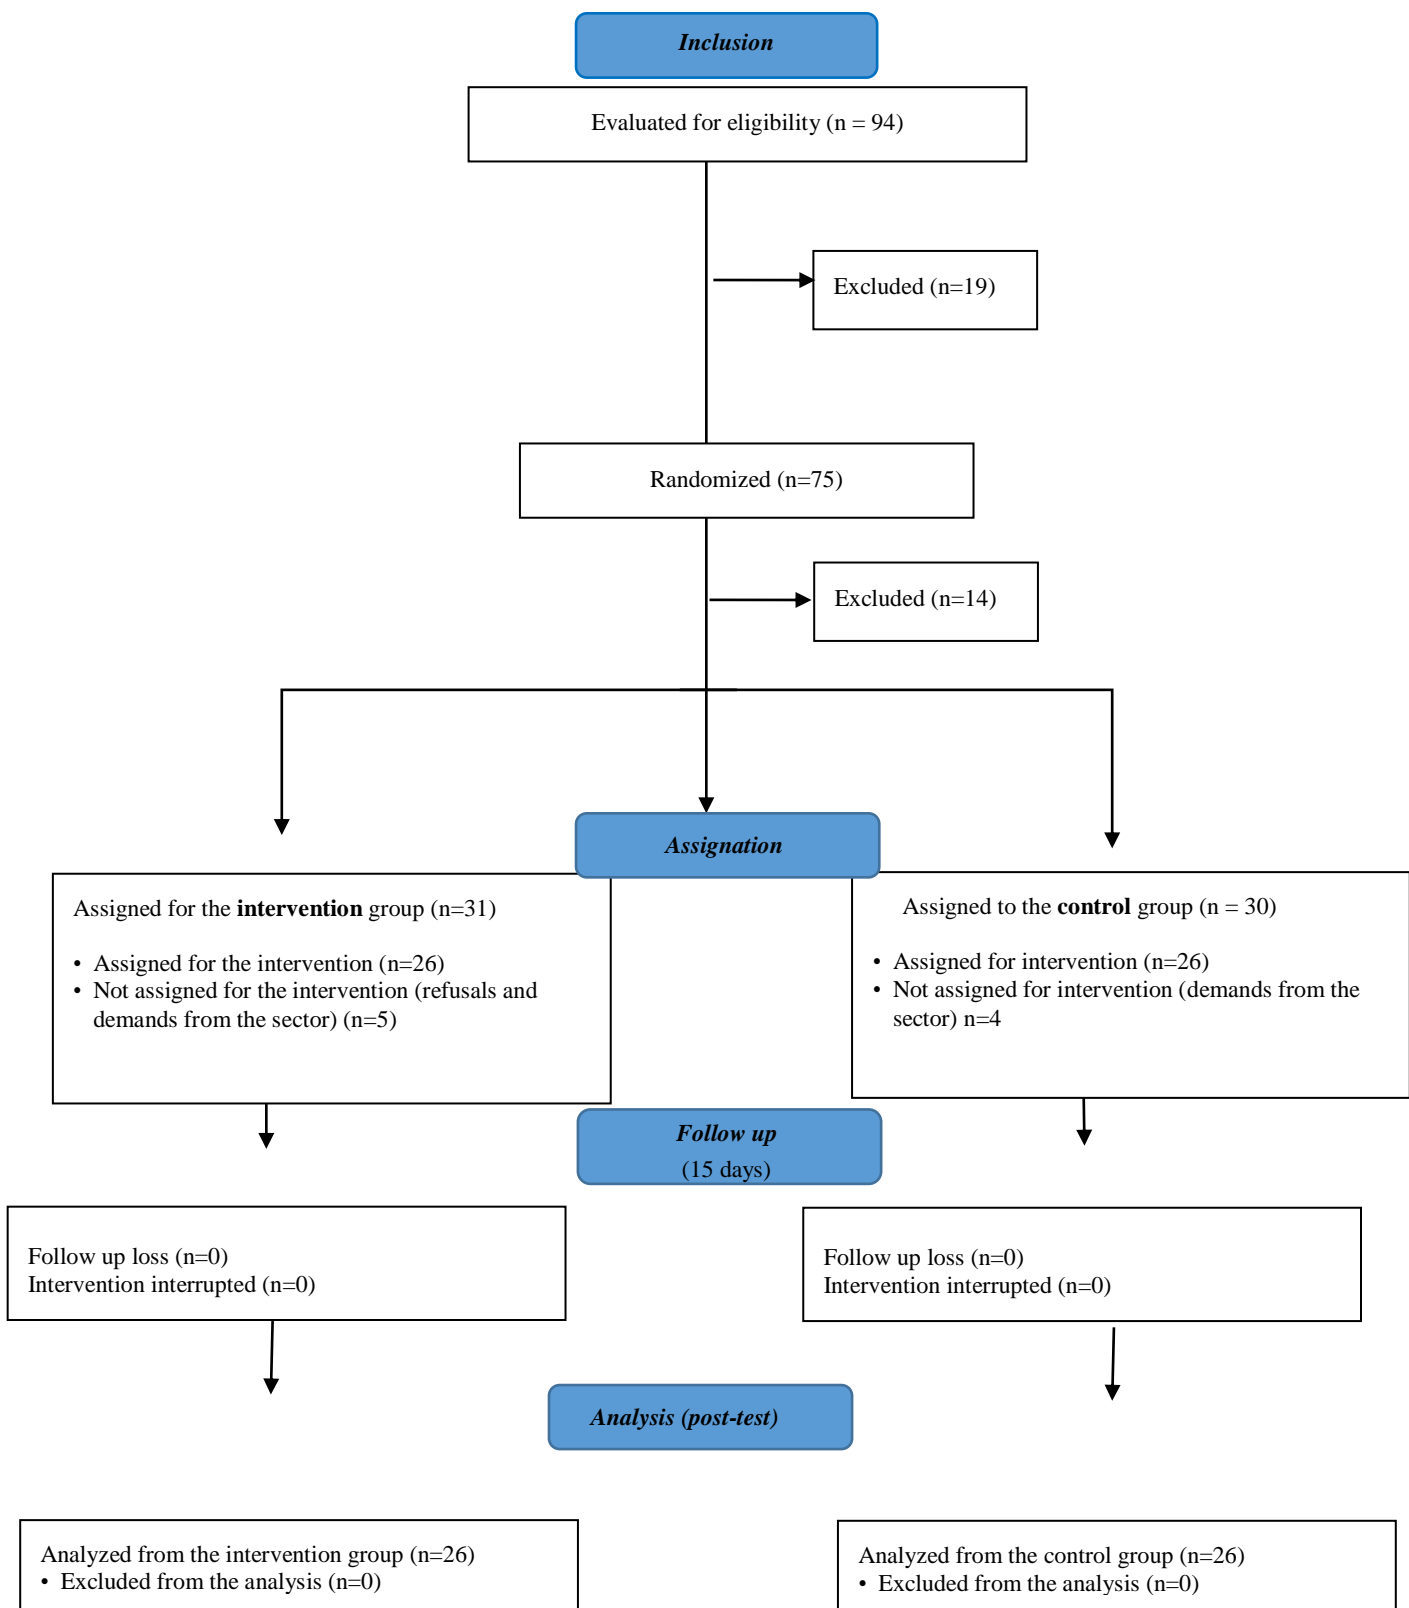 Inclusion
Evaluated for eligibility (n = 94)
Excluded (n=19)
Randomized (n=75)
Excluded (n=14)
Assignation
Assigned for the intervention group (n=31)
• Assigned for the intervention (n=26)
• Not assigned for the intervention (refusals and
demands from the sector) (n=5)
Assigned to the control group (n = 30)
• Assigned for intervention (n=26)
• Not assigned for intervention (demands from the
sector) n=4
Follow up
(15 days)
Follow up loss (n=0)
Intervention interrupted (n=0)
Follow up loss (n=0)
Intervention interrupted (n=0)
Analysis (post-test)
Analyzed from the intervention group (n=26)
• Excluded from the analysis (n=0)
Analyzed from the control group (n=26)
• Excluded from the analysis (n=0)